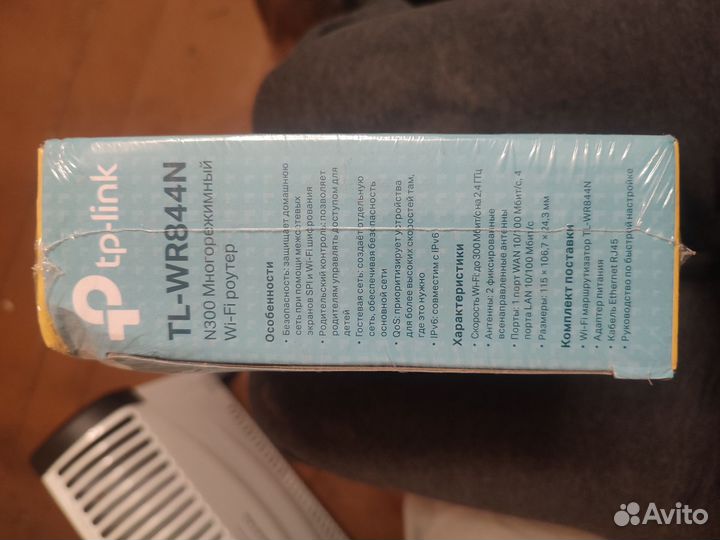 tp-link
TL-WR844N
N300 Многорежимный
Wi-Fi роутер
Особенности
• Безопасность: защищает домашнюю
сеть при помощи межсетевых
экранов SPI и Wi-Fi шифрования
• Родительский контроль: позволяет
родителям управлять доступом для
детей
• Гостевая сеть: создаёт отдельную
сеть, обеспечивая безопасность
основной сети
• QoS: приоритизирует устройства
для более высоких скоростей там,
где это нужно
• IPv6: совместим с IPv6
Характеристики
• Скорость Wi-Fi: до 300 Мбит/с на 2,4 ГГц
• Антенны: 2 фиксированные
всенаправленные антенны
• Порты: 1 порт WAN 10/100 Мбит/с, 4
порта LAN 10/100 Мбит/с
• Размеры: 115 × 106,7 × 24,3 мм
Комплект поставки
• Wi-Fi маршрутизатор TL-WR844N
• Адаптер питания
• Кабель Ethernet RJ45
• Руководство по быстрой настройке
Avito